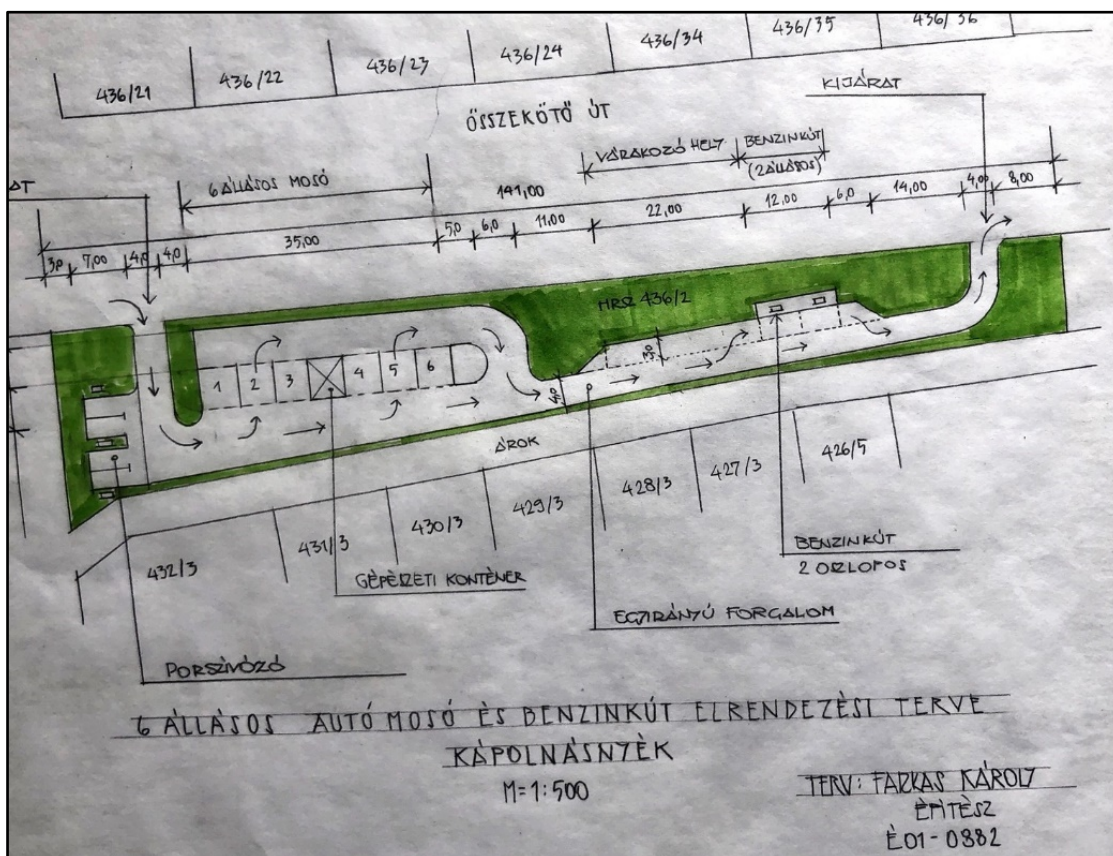 436/21
436/22
436/23
436/24
436/34
436/35
436/36
KIJÁRAT
ÖSSZEKÖTŐ ÚT
VÁRAKOZÓ HELY
BENZINKÚT
(2 ÁLLÁSOS)
6 ÁLLÁSOS MOSÓ
AT
141,00
3,0 7,00 4,0 4,0 35,00 5,0 6,0 11,00 22,00 12,00 6,0 14,00 4,00 8,00
HRSZ 436/2
3,0
1 2 3 4 5 6
ÁROK
432/3
431/3
430/3
429/3
428/3
427/3
426/5
GÉPÉSZETI KONTÉNER
BENZINKÚT
2 OSZLOPOS
EGYIRÁNYÚ FORGALOM
PORSZÍVÓZÓ
6 ÁLLÁSOS AUTÓ MOSÓ ÉS BENZINKÚT ELRENDEZÉSI TERVE
KÁPOLNÁSNYÉK
M=1:500
TERV: FARKAS KÁROLY
ÉPÍTÉSZ
É01-0882